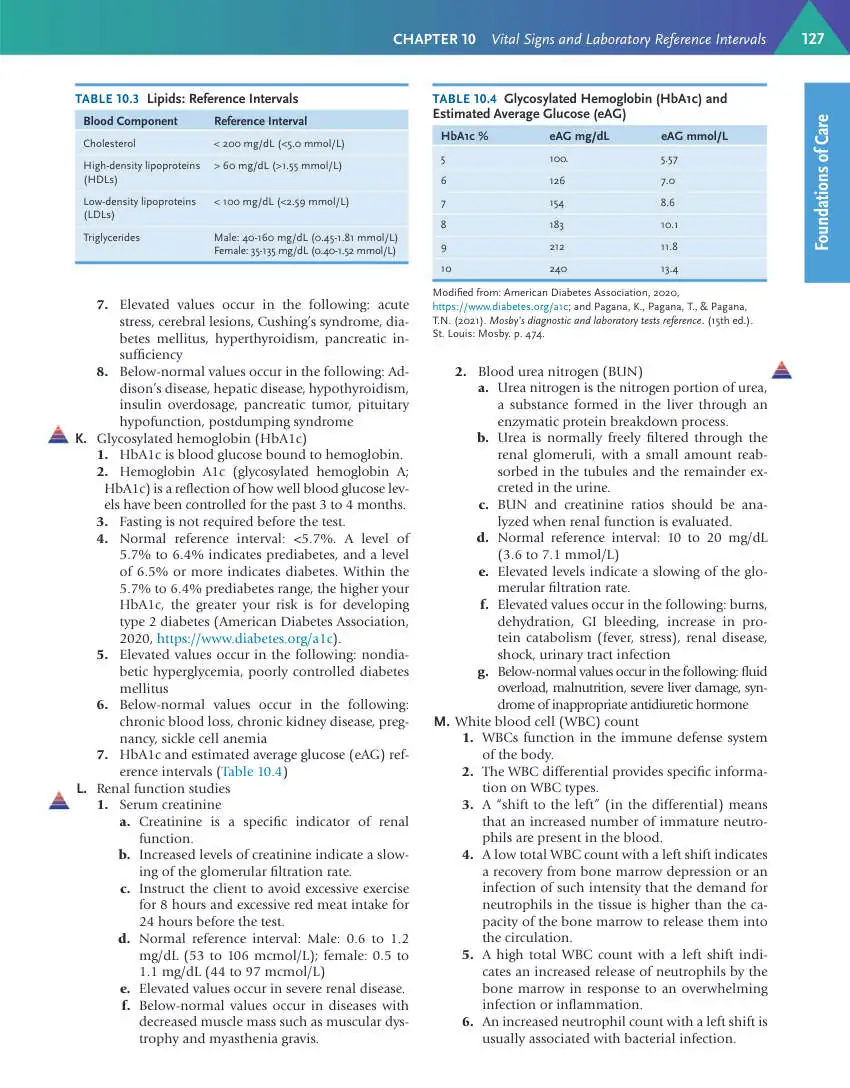 CHAPTER 10 Vital Signs and Laboratory Reference Intervals 127
Foundations of Care
TABLE 10.3 Lipids: Reference Intervals
Blood Component Reference Interval
Cholesterol < 200 mg/dL (<5.0 mmol/L)
High-density lipoproteins > 60 mg/dL (>1.55 mmol/L)
(HDLs)
Low-density lipoproteins < 100 mg/dL (<2.59 mmol/L)
(LDLs)
Triglycerides Male: 40-160 mg/dL (0.45-1.81 mmol/L)
Female: 35-135 mg/dL (0.40-1.52 mmol/L)
7. Elevated values occur in the following: acute
stress, cerebral lesions, Cushing's syndrome, dia-
betes mellitus, hyperthyroidism, pancreatic in-
sufficiency
8. Below-normal values occur in the following: Ad-
dison's disease, hepatic disease, hypothyroidism,
insulin overdosage, pancreatic tumor, pituitary
hypofunction, postdumping syndrome
K. Glycosylated hemoglobin (HbA1c)
1. HbA1c is blood glucose bound to hemoglobin.
2. Hemoglobin A1c (glycosylated hemoglobin A;
HbA1c) is a reflection of how well blood glucose lev-
els have been controlled for the past 3 to 4 months.
3. Fasting is not required before the test.
4. Normal reference interval: <5.7%. A level of
5.7% to 6.4% indicates prediabetes, and a level
of 6.5% or more indicates diabetes. Within the
5.7% to 6.4% prediabetes range, the higher your
HbA1c, the greater your risk is for developing
type 2 diabetes (American Diabetes Association,
2020, https://www.diabetes.org/a1c).
5. Elevated values occur in the following: nondia-
betic hyperglycemia, poorly controlled diabetes
mellitus
6. Below-normal values occur in the following:
chronic blood loss, chronic kidney disease, preg-
nancy, sickle cell anemia
7. HbA1c and estimated average glucose (eAG) ref-
erence intervals (Table 10.4)
L. Renal function studies
1. Serum creatinine
a. Creatinine is a specific indicator of renal
function.
b. Increased levels of creatinine indicate a slow-
ing of the glomerular filtration rate.
c. Instruct the client to avoid excessive exercise
for 8 hours and excessive red meat intake for
24 hours before the test.
d. Normal reference interval: Male: 0.6 to 1.2
mg/dL (53 to 106 mcmol/L); female: 0.5 to
1.1 mg/dL (44 to 97 mcmol/L)
e. Elevated values occur in severe renal disease.
f. Below-normal values occur in diseases with
decreased muscle mass such as muscular dys-
trophy and myasthenia gravis.
TABLE 10.4 Glycosylated Hemoglobin (HbA1c) and
Estimated Average Glucose (eAG)
HbA1c % eAG mg/dL eAG mmol/L
5 100. 5.57
6 126 7.0
7 154 8.6
8 183 10.1
9 212 11.8
10 240 13.4
Modified from: American Diabetes Association, 2020,
https://www.diabetes.org/a1c; and Pagana, K., Pagana, T., & Pagana,
T.N. (2021). Mosby's diagnostic and laboratory tests reference. (15th ed.).
St. Louis: Mosby. p. 474.
2. Blood urea nitrogen (BUN)
a. Urea nitrogen is the nitrogen portion of urea,
a substance formed in the liver through an
enzymatic protein breakdown process.
b. Urea is normally freely filtered through the
renal glomeruli, with a small amount reab-
sorbed in the tubules and the remainder ex-
creted in the urine.
c. BUN and creatinine ratios should be ana-
lyzed when renal function is evaluated.
d. Normal reference interval: 10 to 20 mg/dL
(3.6 to 7.1 mmol/L)
e. Elevated levels indicate a slowing of the glo-
merular filtration rate.
f. Elevated values occur in the following: burns,
dehydration, GI bleeding, increase in pro-
tein catabolism (fever, stress), renal disease,
shock, urinary tract infection
g. Below-normal values occur in the following: fluid
overload, malnutrition, severe liver damage, syn-
drome of inappropriate antidiuretic hormone
M. White blood cell (WBC) count
1. WBCs function in the immune defense system
of the body.
2. The WBC differential provides specific informa-
tion on WBC types.
3. A "shift to the left" (in the differential) means
that an increased number of immature neutro-
phils are present in the blood.
4. A low total WBC count with a left shift indicates
a recovery from bone marrow depression or an
infection of such intensity that the demand for
neutrophils in the tissue is higher than the ca-
pacity of the bone marrow to release them into
the circulation.
5. A high total WBC count with a left shift indi-
cates an increased release of neutrophils by the
bone marrow in response to an overwhelming
infection or inflammation.
6. An increased neutrophil count with a left shift is
usually associated with bacterial infection.